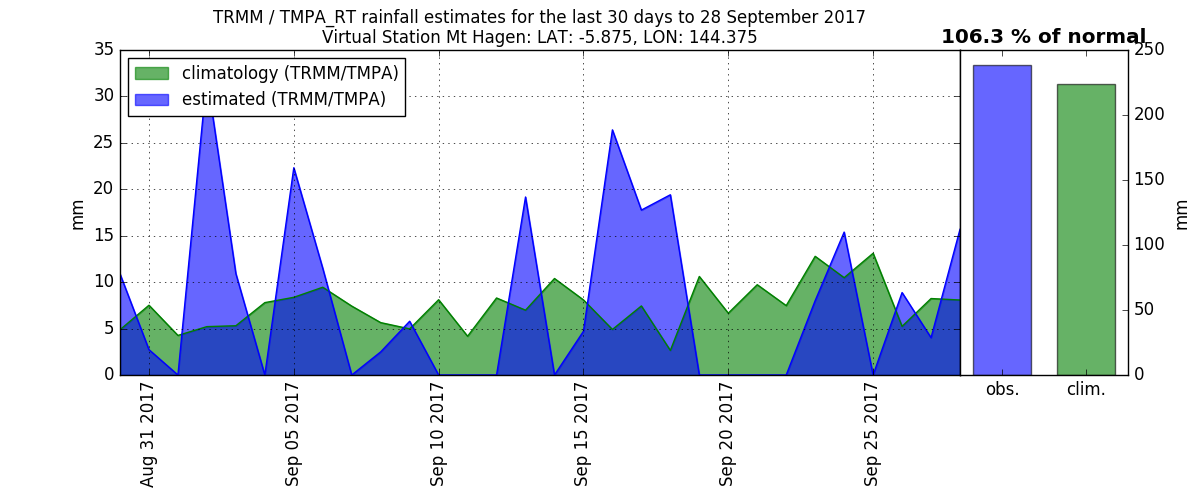 TRMM / TMPA_RT rainfall estimates for the last 30 days to 28 September 2017
Virtual Station Mt Hagen: LAT: -5.875, LON: 144.375
106.3 % of normal
climatology (TRMM/TMPA)
estimated (TRMM/TMPA)
35
30
25
20
15
10
5
0
mm
Aug 31 2017
Sep 05 2017
Sep 10 2017
Sep 15 2017
Sep 20 2017
Sep 25 2017
250
200
150
100
50
0
mm
obs.
clim.